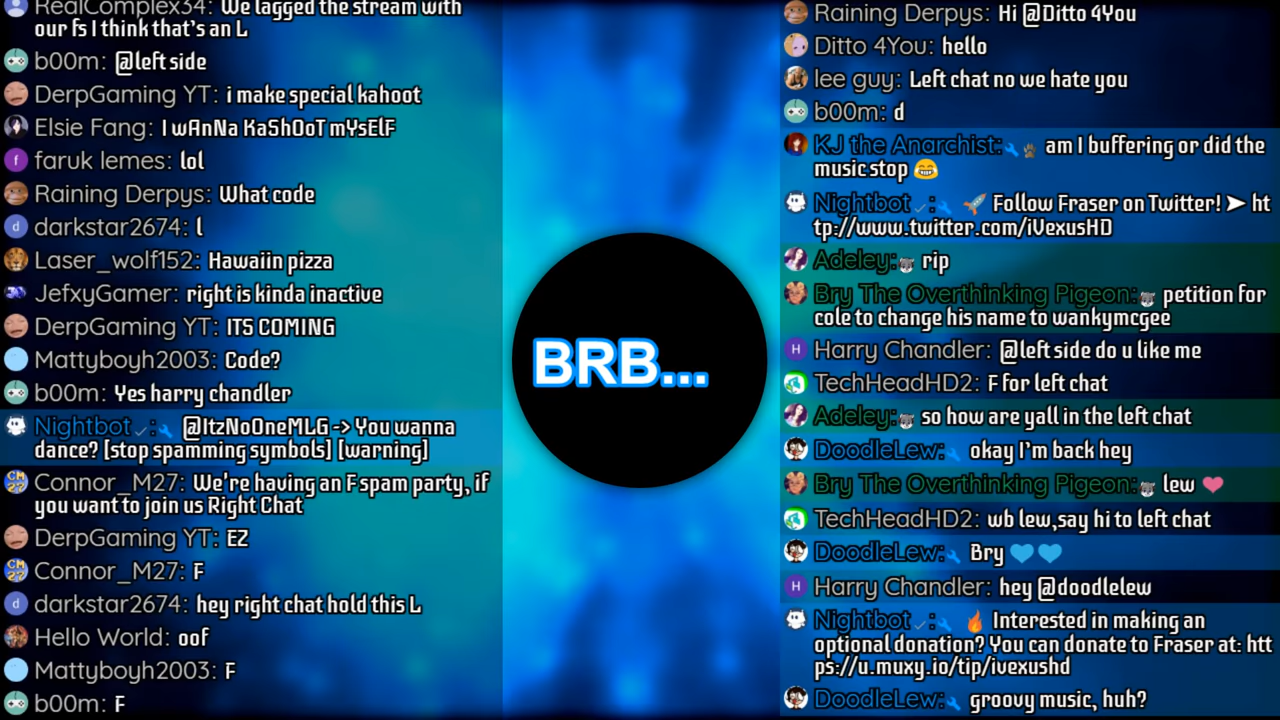 RealComplex34: We lagged the stream with
our fs I think that's an L
b00m: @left side
DerpGaming YT: i make special kahoot
Elsie Fang: I wAnNa KaShOoT mYsElF
faruk lemes: lol
Raining Derpys: What code
darkstar2674: l
Laser_wolf152: Hawaiin pizza
JefxyGamer: right is kinda inactive
DerpGaming YT: ITS COMING
Mattyboyh2003: Code?
b00m: Yes harry chandler
Nightbot: @ItzNoOneMLG -> You wanna
dance? [stop spamming symbols] [warning]
Connor_M27: We're having an F spam party, if
you want to join us Right Chat
DerpGaming YT: EZ
Connor_M27: F
darkstar2674: hey right chat hold this L
Hello World: oof
Mattyboyh2003: F
b00m: F
BRB...
Raining Derpys: Hi @Ditto 4You
Ditto 4You: hello
lee guy: Left chat no we hate you
b00m: d
KJ the Anarchist: am I buffering or did the
music stop 😂
Nightbot: 🚀 Follow Fraser on Twitter! ➤ ht
tp://www.twitter.com/iVexusHD
Adeley: rip
Bry The Overthinking Pigeon: petition for
cole to change his name to wankymcgee
Harry Chandler: @left side do u like me
TechHeadHD2: F for left chat
Adeley: so how are yall in the left chat
DoodleLew: okay I'm back hey
Bry The Overthinking Pigeon: lew ❤
TechHeadHD2: wb lew,say hi to left chat
DoodleLew: Bry 💙💙
Harry Chandler: hey @doodlelew
Nightbot: 🔥 Interested in making an
optional donation? You can donate to Fraser at: htt
ps://u.muxy.io/tip/ivexushd
DoodleLew: groovy music, huh?